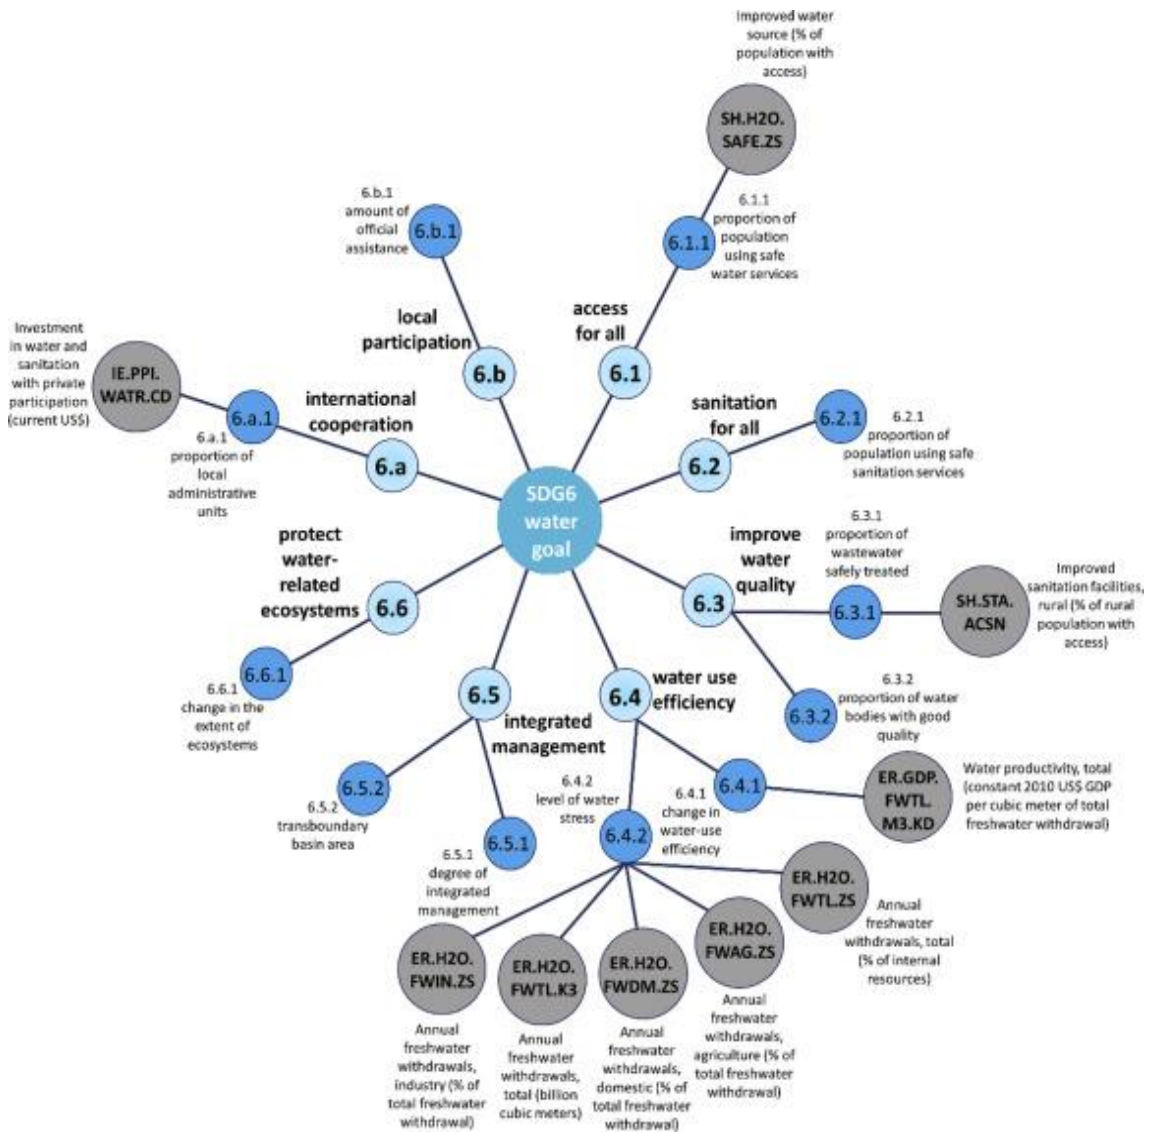 Improved water
source (% of
population with
access)
SH.H2O.
SAFE.ZS
6.1.1
proportion of
population
using safe
water services
6.1.1
access
for all
6.1
6.b.1
amount of
official
assistance
6.b.1
local
participation
6.b
Investment
in water and
sanitation
with private
participation
(current US$)
IE.PPI.
WATR.CD
6.a.1
6.a.1
proportion of
local
administrative
units
international
cooperation
6.a
sanitation
for all
6.2
6.2.1
6.2.1
proportion of
population using safe
sanitation services
SDG6
water
goal
protect
water-
related
ecosystems
6.6
6.6.1
6.6.1
change in the
extent of
ecosystems
improve
water
quality
6.3
6.3.1
proportion of
wastewater
safely treated
6.3.1
SH.STA.
ACSN
Improved
sanitation facilities,
rural (% of rural
population with
access)
6.3.2
6.3.2
proportion of water
bodies with good
quality
6.5
integrated
management
6.5.2
6.5.2
transboundary
basin area
6.5.1
6.5.1
degree of
integrated
management
6.4
water use
efficiency
6.4.2
level of water
stress
6.4.2
6.4.1
change in
water-use
efficiency
6.4.1
ER.GDP.
FWTL.
M3.KD
Water productivity, total
(constant 2010 US$ GDP
per cubic meter of total
freshwater withdrawal)
ER.H2O.
FWTL.ZS
Annual
freshwater
withdrawals, total
(% of internal
resources)
ER.H2O.
FWAG.ZS
Annual
freshwater
withdrawals,
agriculture (% of
total freshwater
withdrawal)
ER.H2O.
FWDM.ZS
Annual
freshwater
withdrawals,
domestic (% of
total freshwater
withdrawal)
ER.H2O.
FWTL.K3
Annual
freshwater
withdrawals,
total (billion
cubic meters)
ER.H2O.
FWIN.ZS
Annual
freshwater
withdrawals,
industry (% of
total freshwater
withdrawal)